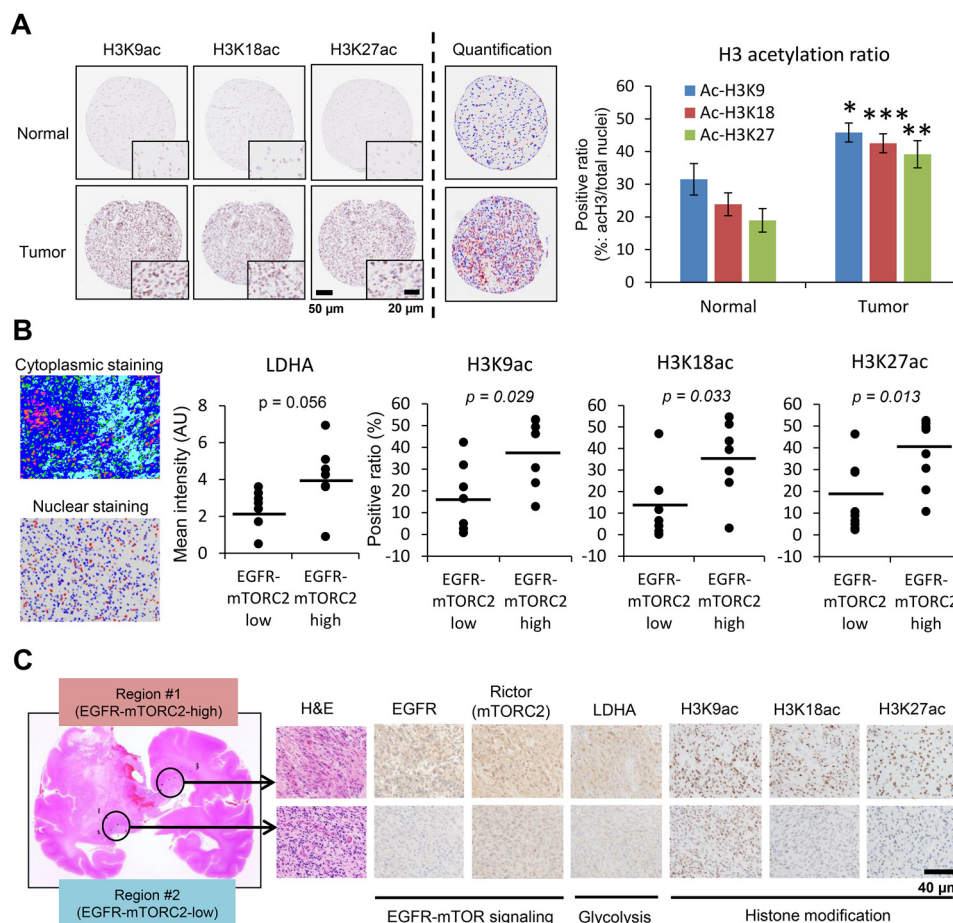 A
H3K9ac
H3K18ac
H3K27ac
Quantification
Normal
Tumor
50 µm
20 µm
H3 acetylation ratio
Positive ratio
(%: acH3/total nuclei)
60
50
40
30
20
10
0
Ac-H3K9
Ac-H3K18
Ac-H3K27
*
***
**
Normal
Tumor
B
Cytoplasmic staining
Nuclear staining
LDHA
p = 0.056
Mean intensity (AU)
8
6
4
2
0
EGFR-
mTORC2
low
EGFR-
mTORC2
high
H3K9ac
p = 0.029
Positive ratio (%)
60
50
40
30
20
10
0
-10
EGFR-
mTORC2
low
EGFR-
mTORC2
high
H3K18ac
p = 0.033
60
50
40
30
20
10
0
-10
EGFR-
mTORC2
low
EGFR-
mTORC2
high
H3K27ac
p = 0.013
60
50
40
30
20
10
0
-10
EGFR-
mTORC2
low
EGFR-
mTORC2
high
C
Region #1
(EGFR-mTORC2-high)
Region #2
(EGFR-mTORC2-low)
H&E
EGFR
Rictor
(mTORC2)
LDHA
H3K9ac
H3K18ac
H3K27ac
40 µm
EGFR-mTOR signaling
Glycolysis
Histone modification